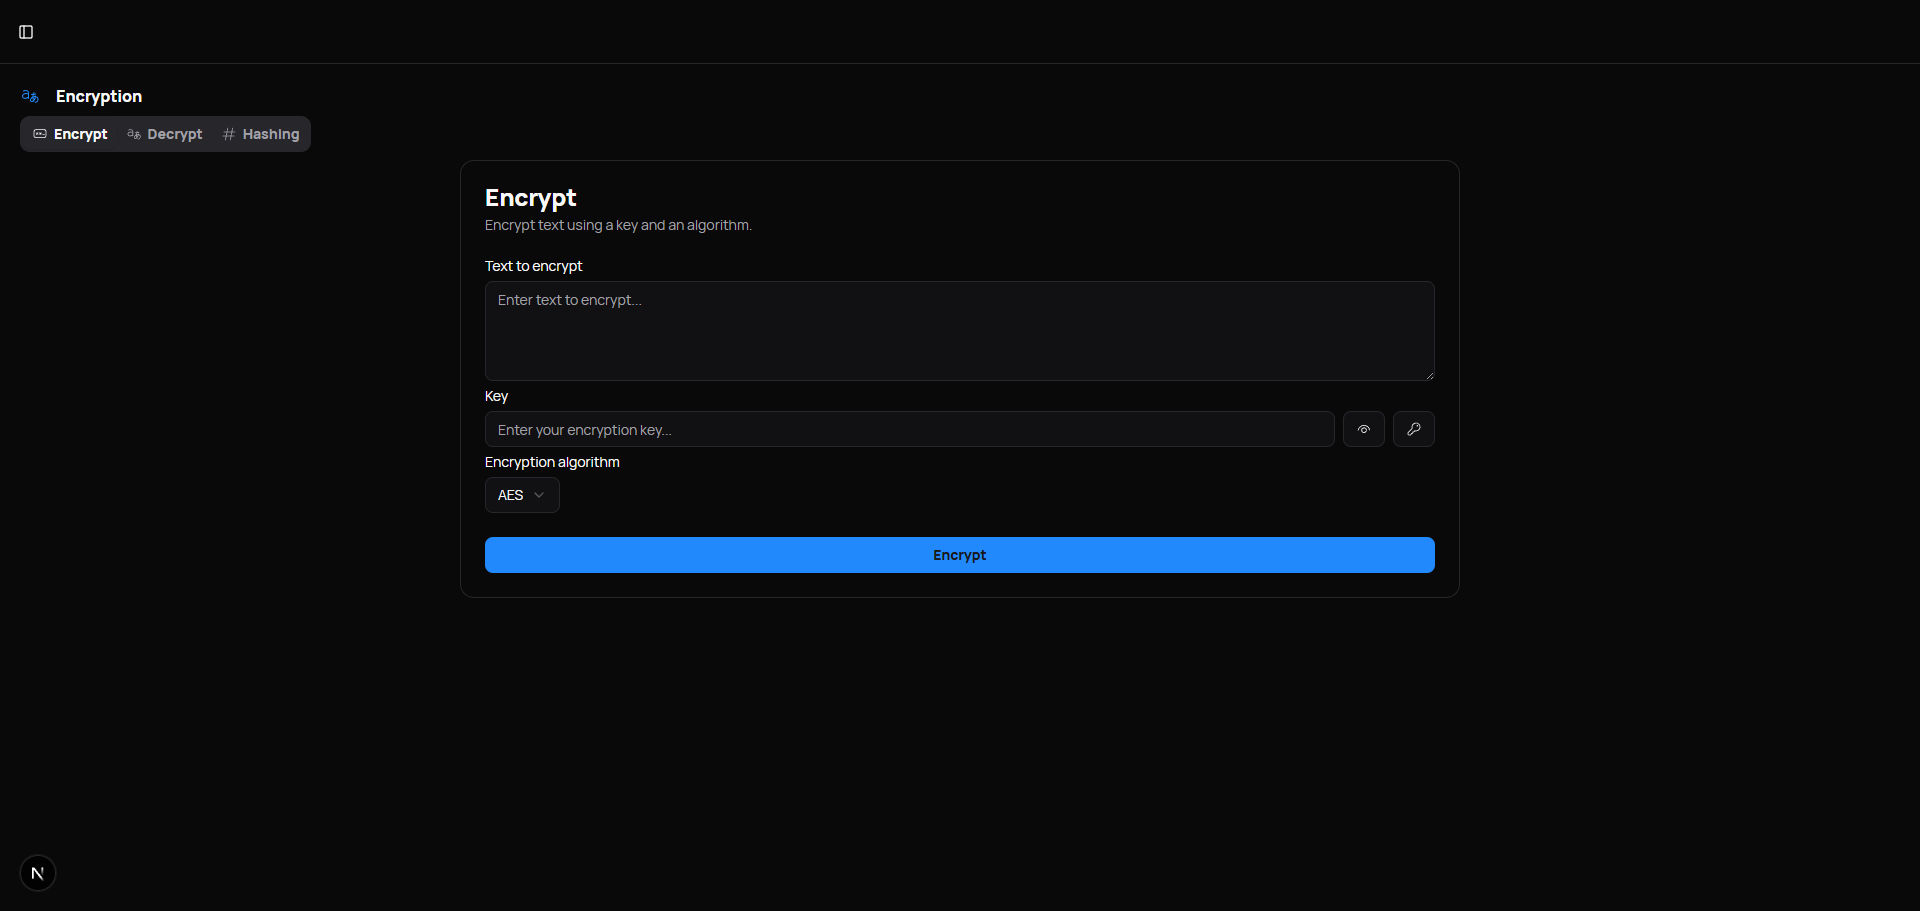 Encryption
Encrypt Decrypt Hashing
Encrypt
Encrypt text using a key and an algorithm.
Text to encrypt
Enter text to encrypt...
Key
Enter your encryption key...
Encryption algorithm
AES
Encrypt
N